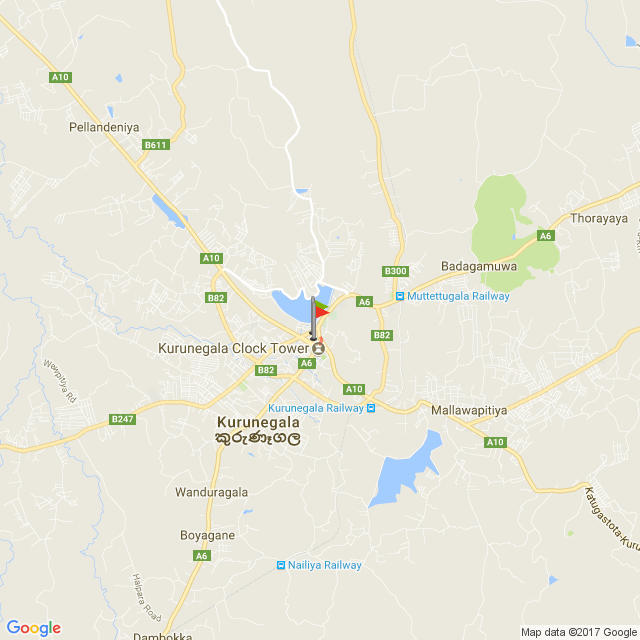 A10
Pellandeniya
B611
Thorayaya
A6
A10
Badagamuwa
B300
B82
Muttettugala Railway
A6
B82
Kurunegala Clock Tower
A6
B82
A10
Kurunegala Railway
Mallawapitiya
B247
Kurunegala
කුරුණෑගල
A10
Wanduragala
Boyagane
A6
Nailiya Railway
Halpara Road
Dambokka
Katugastota-Kuru
Google
Map data ©2017 Google